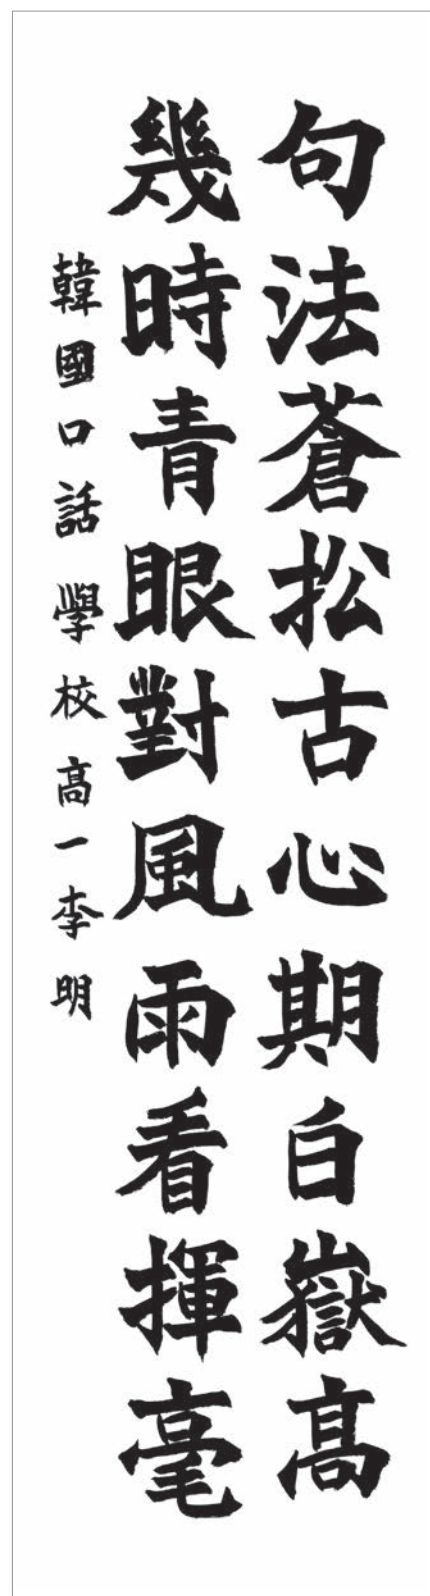 句法蒼松古心期白嶽高
幾時青眼對風雨看揮毫
韓國口話學校高一李明